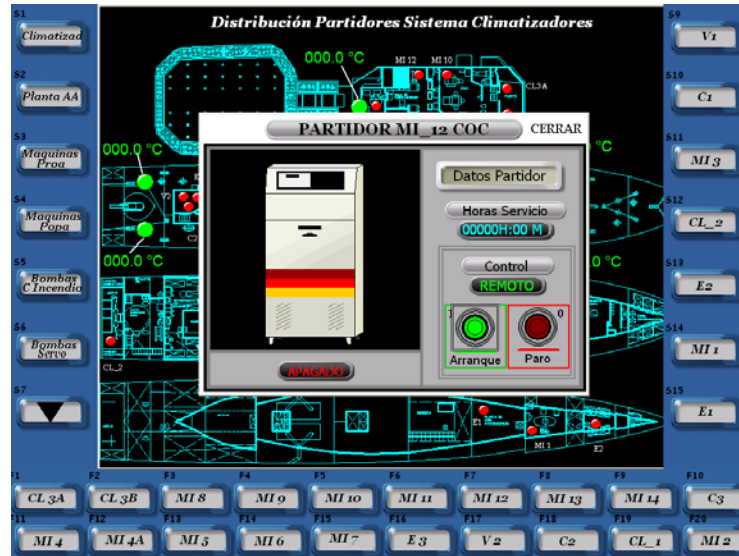 Distribución Partidores Sistema Climatizadores
S1
Climatizad
S2
Planta AA
S3
Maquinas
Proa
S4
Maquinas
Popa
S5
Bombas
C Incendio
S6
Bombas
Servo
S7
S9
V1
S10
C1
S11
MI 3
S12
CL_2
S13
E2
S14
MI 1
S15
E1
000.0 °C
MI 12
MI 10
CL3A
000.0 °C
°C
C2
000.0 °C
0 °C
CL_2
E1
MI 1
E2
PARTIDOR MI_12 COC
CERRAR
Datos Partidor
Horas Servicio
00000H:00 M
Control
REMOTO
1
0
Arranque
Paro
APAGADO
F1
CL 3A
F2
CL 3B
F3
MI 8
F4
MI 9
F5
MI 10
F6
MI 11
F7
MI 12
F8
MI 13
F9
MI 14
F10
C3
F11
MI 4
F12
MI 4A
F13
MI 5
F14
MI 6
F15
MI 7
F16
E 3
F17
V 2
F18
C2
F19
CL_1
F20
MI 2